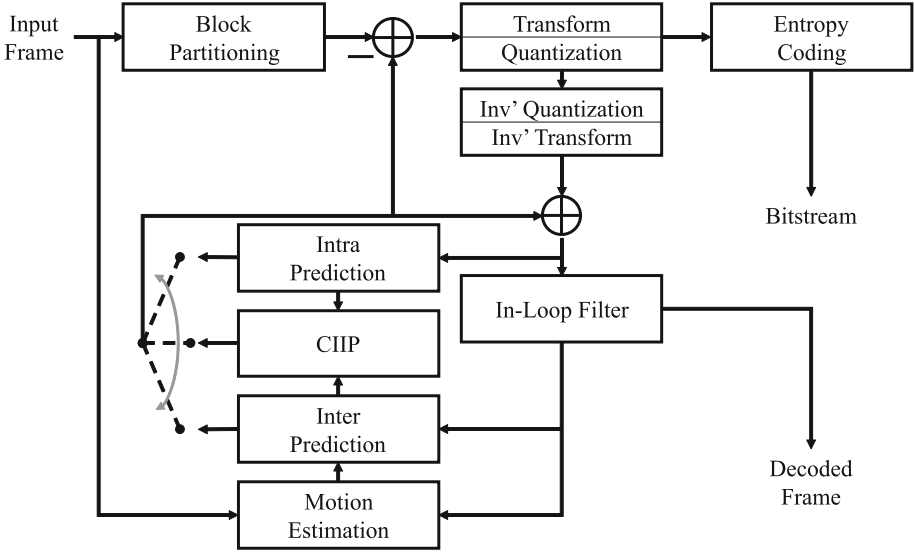 Input
Frame
Block
Partitioning
Transform
Quantization
Entropy
Coding
Inv’ Quantization
Inv’ Transform
Bitstream
Intra
Prediction
In-Loop Filter
CIIP
Inter
Prediction
Decoded
Frame
Motion
Estimation